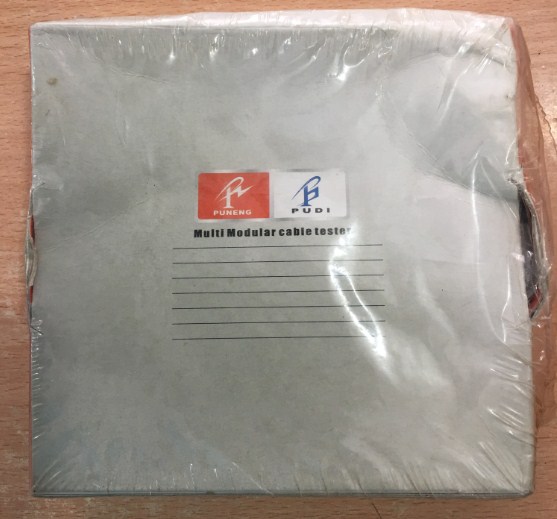 PUNENG PUDI
Multi Modular cable tester